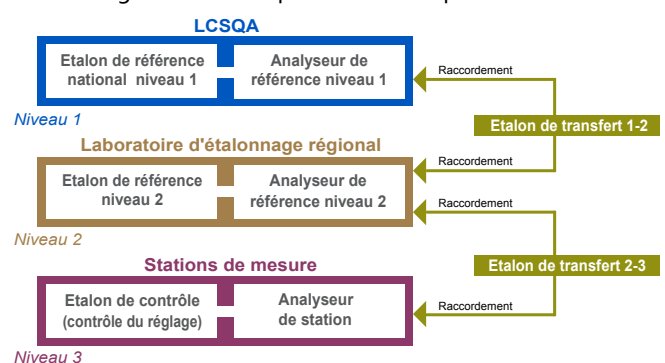 LCSQA
Etalon de référence
national niveau 1
Analyseur de
référence niveau 1
Raccordement
Niveau 1
Etalon de transfert 1-2
Laboratoire d'étalonnage régional
Raccordement
Etalon de référence
niveau 2
Analyseur de
référence niveau 2
Raccordement
Niveau 2
Stations de mesure
Etalon de transfert 2-3
Etalon de contrôle
(contrôle du réglage)
Analyseur
de station
Raccordement
Niveau 3